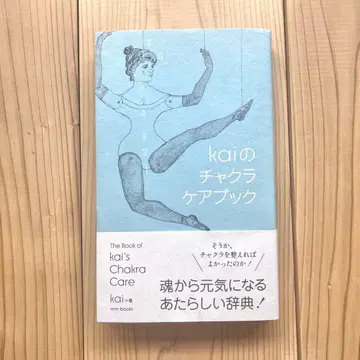 kaiの
チャクラ
ケアブック
The Book of
kai's
Chakra
Care
kai=著
mm books
そうか、
チャクラを整えれば
よかったのか!
魂から元気になる
あたらしい辞典!